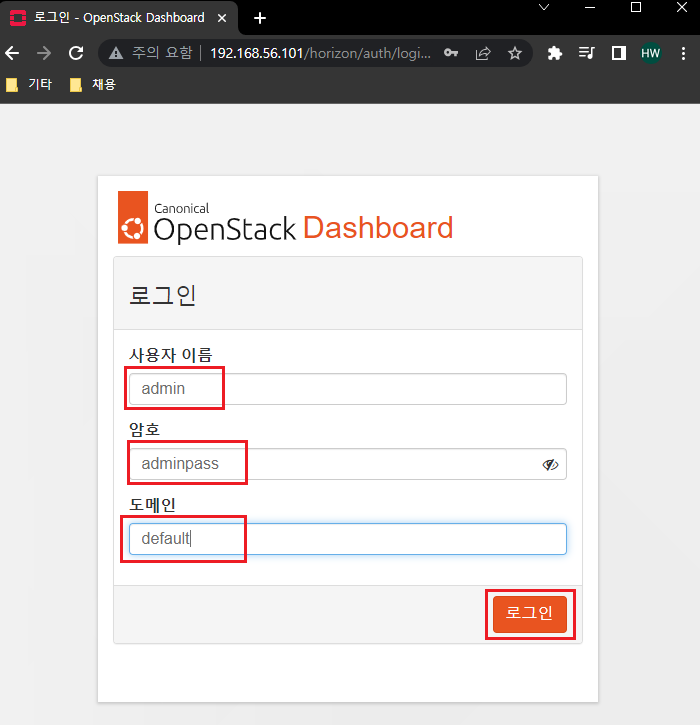 로그인 - OpenStack Dashboard
주의 요함 192.168.56.101/horizon/auth/logi...
HW
기타 채용
Canonical
OpenStack Dashboard
로그인
사용자 이름
admin
암호
adminpass
도메인
default
로그인